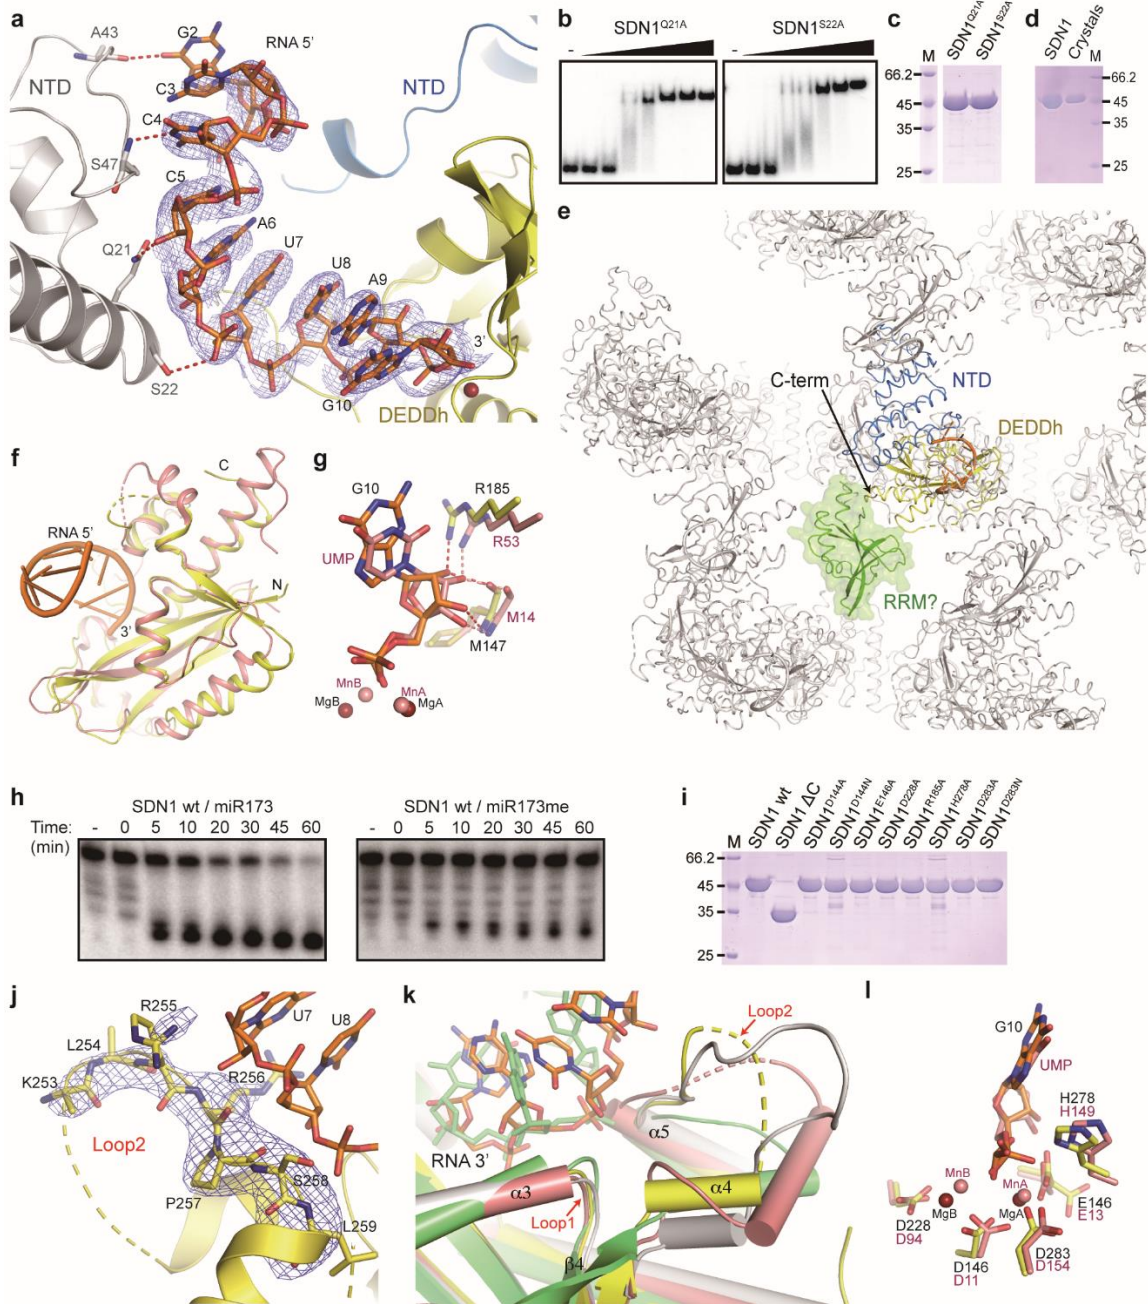 a
A43
G2
RNA 5'
NTD
C3
NTD
C4
S47
C5
A6
U7
Q21
U8
A9
3'
S22
G10
DEDDh
b
SDN1Q21A
SDN1S22A
-
-
c
M
SDN1Q21A
SDN1S22A
66.2
45
35
25
d
SDN1
Crystals
M
66.2
45
35
25
e
C-term
NTD
DEDDh
RRM?
f
C
RNA 5'
N
3'
g
G10
R185
UMP
R53
M14
M147
MnB
MnA
MgB
MgA
h
SDN1 wt / miR173
SDN1 wt / miR173me
Time: - 0 5 10 20 30 45 60
- 0 5 10 20 30 45 60
(min)
i
M
SDN1 wt
SDN1 ΔC
SDN1D144A
SDN1D144N
SDN1E146A
SDN1D228A
SDN1R185A
SDN1H278A
SDN1D283A
SDN1D283N
66.2
45
35
25
j
R255
U7
U8
L254
K253
R256
Loop2
S258
P257
L259
k
Loop2
α5
RNA 3'
α3
α4
Loop1
β4
l
G10
UMP
H278
H149
MnB
MnA
MgB
MgA
E146
E13
D228
D94
D146
D11
D283
D154